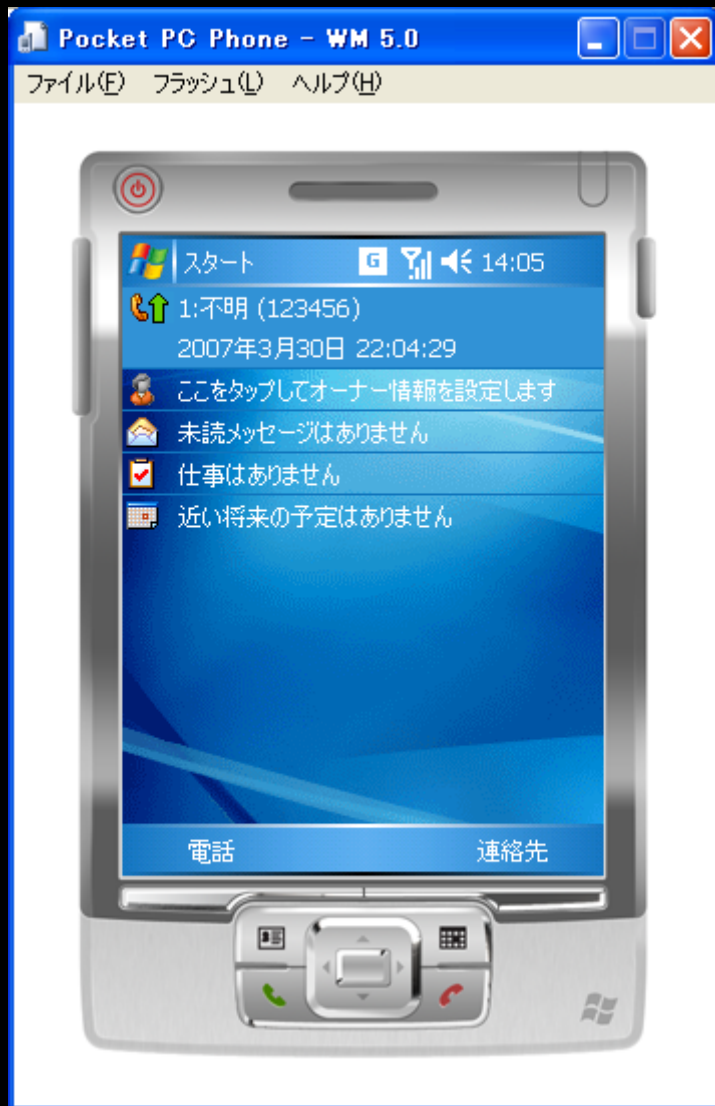 Pocket PC Phone - WM 5.0
ファイル(F) フラッシュ(L) ヘルプ(H)
スタート G 14:05
1:不明 (123456)
2007年3月30日 22:04:29
ここをタップしてオーナー情報を設定します
未読メッセージはありません
仕事はありません
近い将来の予定はありません
電話 連絡先